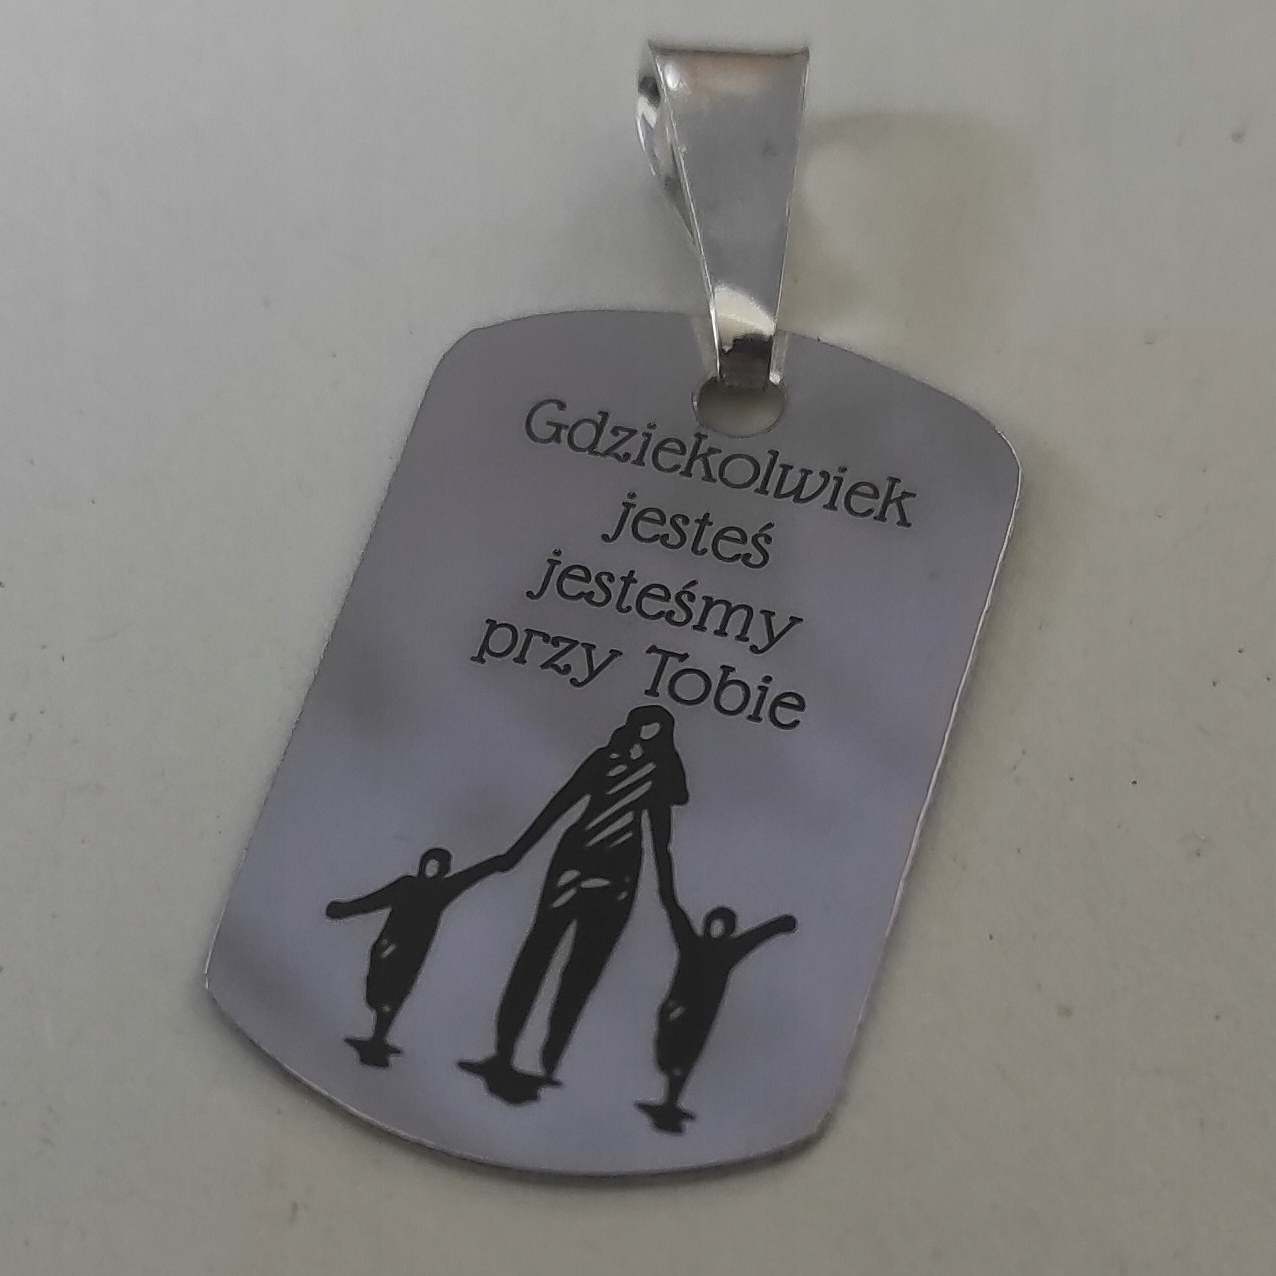 Gdziekolwiek
jesteś
jesteśmy
przy Tobie